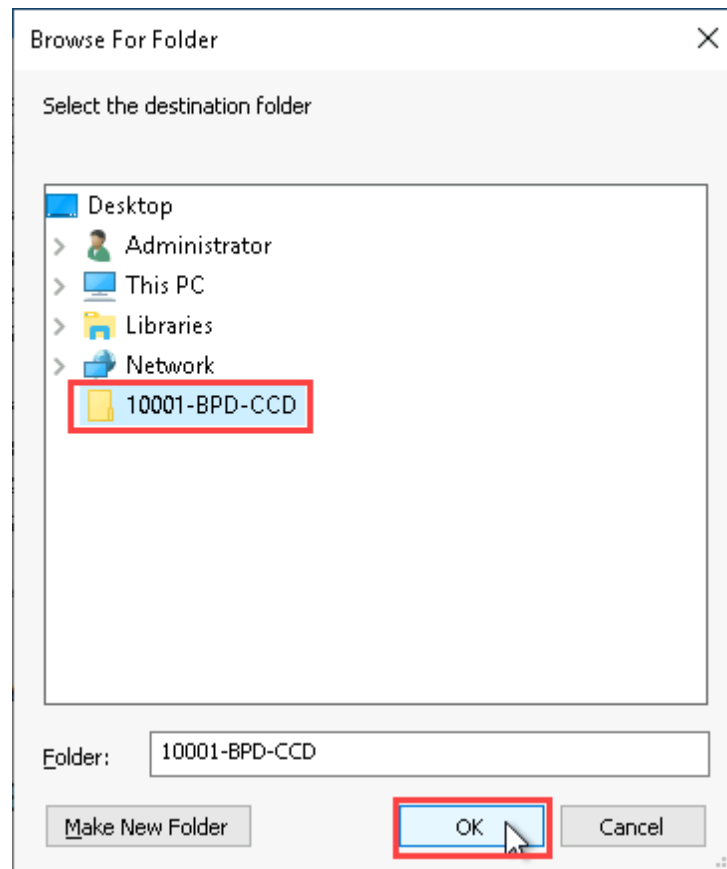 Browse For Folder
Select the destination folder
Desktop
Administrator
This PC
Libraries
Network
10001-BPD-CCD
Folder: 10001-BPD-CCD
Make New Folder OK Cancel